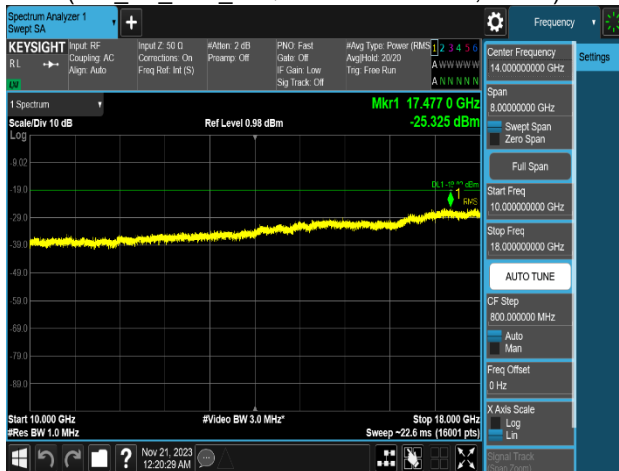 Spectrum Analyzer 1
Swept SA
Frequency
KEYSIGHT
Input: RF
Coupling: AC
Align: Auto
Input Z: 50 Ω
Corrections: On
Freq Ref: Int (S)
#Atten: 2 dB
Preamp: Off
PNO: Fast
Gate: Off
IF Gain: Low
Sig Track: Off
#Avg Type: Power (RMS
Avg|Hold: 20/20
Trig: Free Run
1 2 3 4 5 6
A W W W W W
A N N N N N
1 Spectrum
Scale/Div 10 dB
Log
Ref Level 0.98 dBm
Mkr1 17.477 0 GHz
-25.325 dBm
-9.02
-19.0
-29.0
-39.0
-49.0
-59.0
-69.0
-79.0
-89.0
1
RMS
Start 10.000 GHz
#Res BW 1.0 MHz
#Video BW 3.0 MHz*
Stop 18.000 GHz
Sweep ~22.6 ms (16001 pts)
Nov 21, 2023
12:20:29 AM
Settings
Center Frequency
14.000000000 GHz
Span
8.00000000 GHz
Swept Span
Zero Span
Full Span
Start Freq
10.000000000 GHz
Stop Freq
18.000000000 GHz
AUTO TUNE
CF Step
800.000000 MHz
Auto
Man
Freq Offset
0 Hz
X Axis Scale
Log
Lin
Signal Track
(Span Zoom)